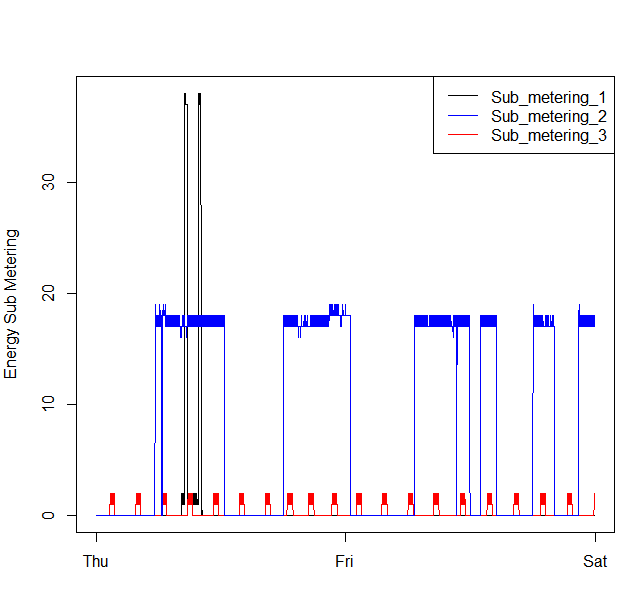 Sub_metering_1
Sub_metering_2
Sub_metering_3
Energy Sub Metering
30
20
10
0
Thu Fri Sat